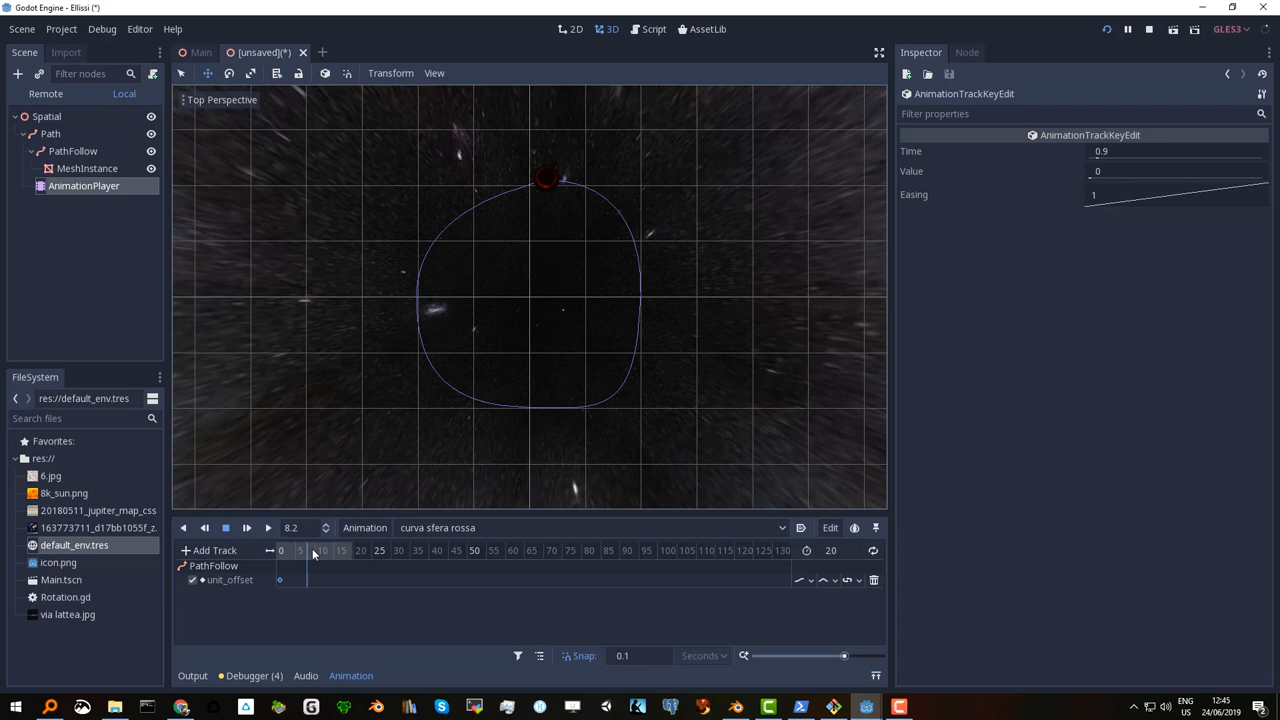 Godot Engine - Ellissi
Scene Project Debug Editor Help
2D 3D Script AssetLib
GLES3
Scene Import
Main [unsaved](*)
Inspector Node
Filter nodes
Transform View
Remote Local
AnimationTrackKeyEdit
Top Perspective
Filter properties
Spatial
AnimationTrackKeyEdit
Path
Time 0.9
PathFollow
Value 0
MeshInstance
AnimationPlayer
Easing 1
FileSystem
res://default_env.tres
Search files
Favorites:
res://
6.jpg
8k_sun.png
20180511_jupiter_map_css
163773711_d17bb1055f_z.
default_env.tres
icon.png
Main.tscn
Rotation.gd
via lattea.jpg
8.2 Animation curva sfera rossa Edit
Add Track 0 5 10 15 20 25 30 35 40 45 50 55 60 65 70 75 80 85 90 95 100 105 110 115 120 125 130 20
PathFollow
unit_offset
Snap: 0.1 Seconds
Output Debugger (4) Audio Animation
ENG
US
12:45
24/06/2019